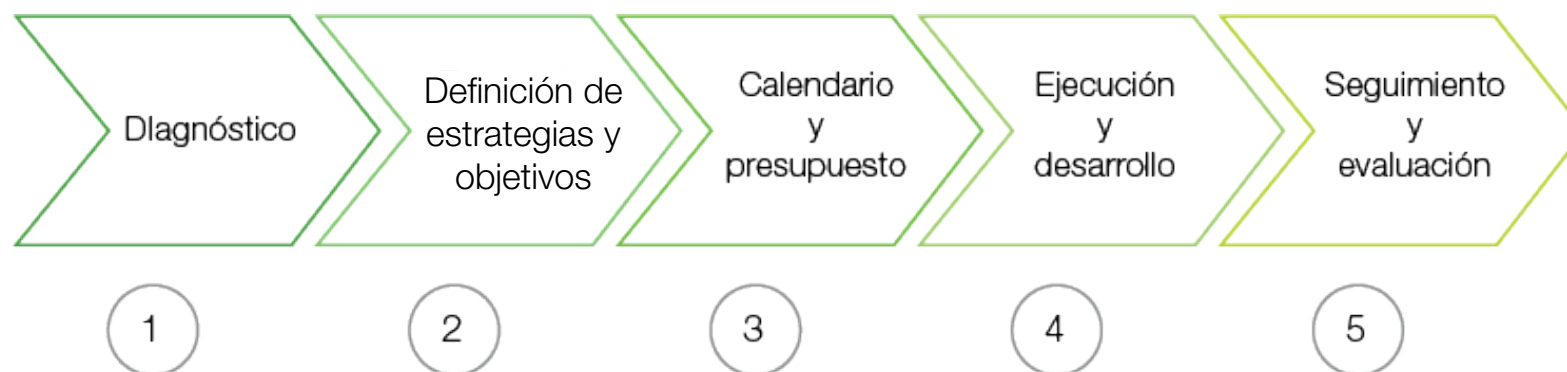 DIagnóstico
Definición de
estrategias y
objetivos
Calendario
y
presupuesto
Ejecución
y
desarrollo
Seguimiento
y
evaluación
1
2
3
4
5